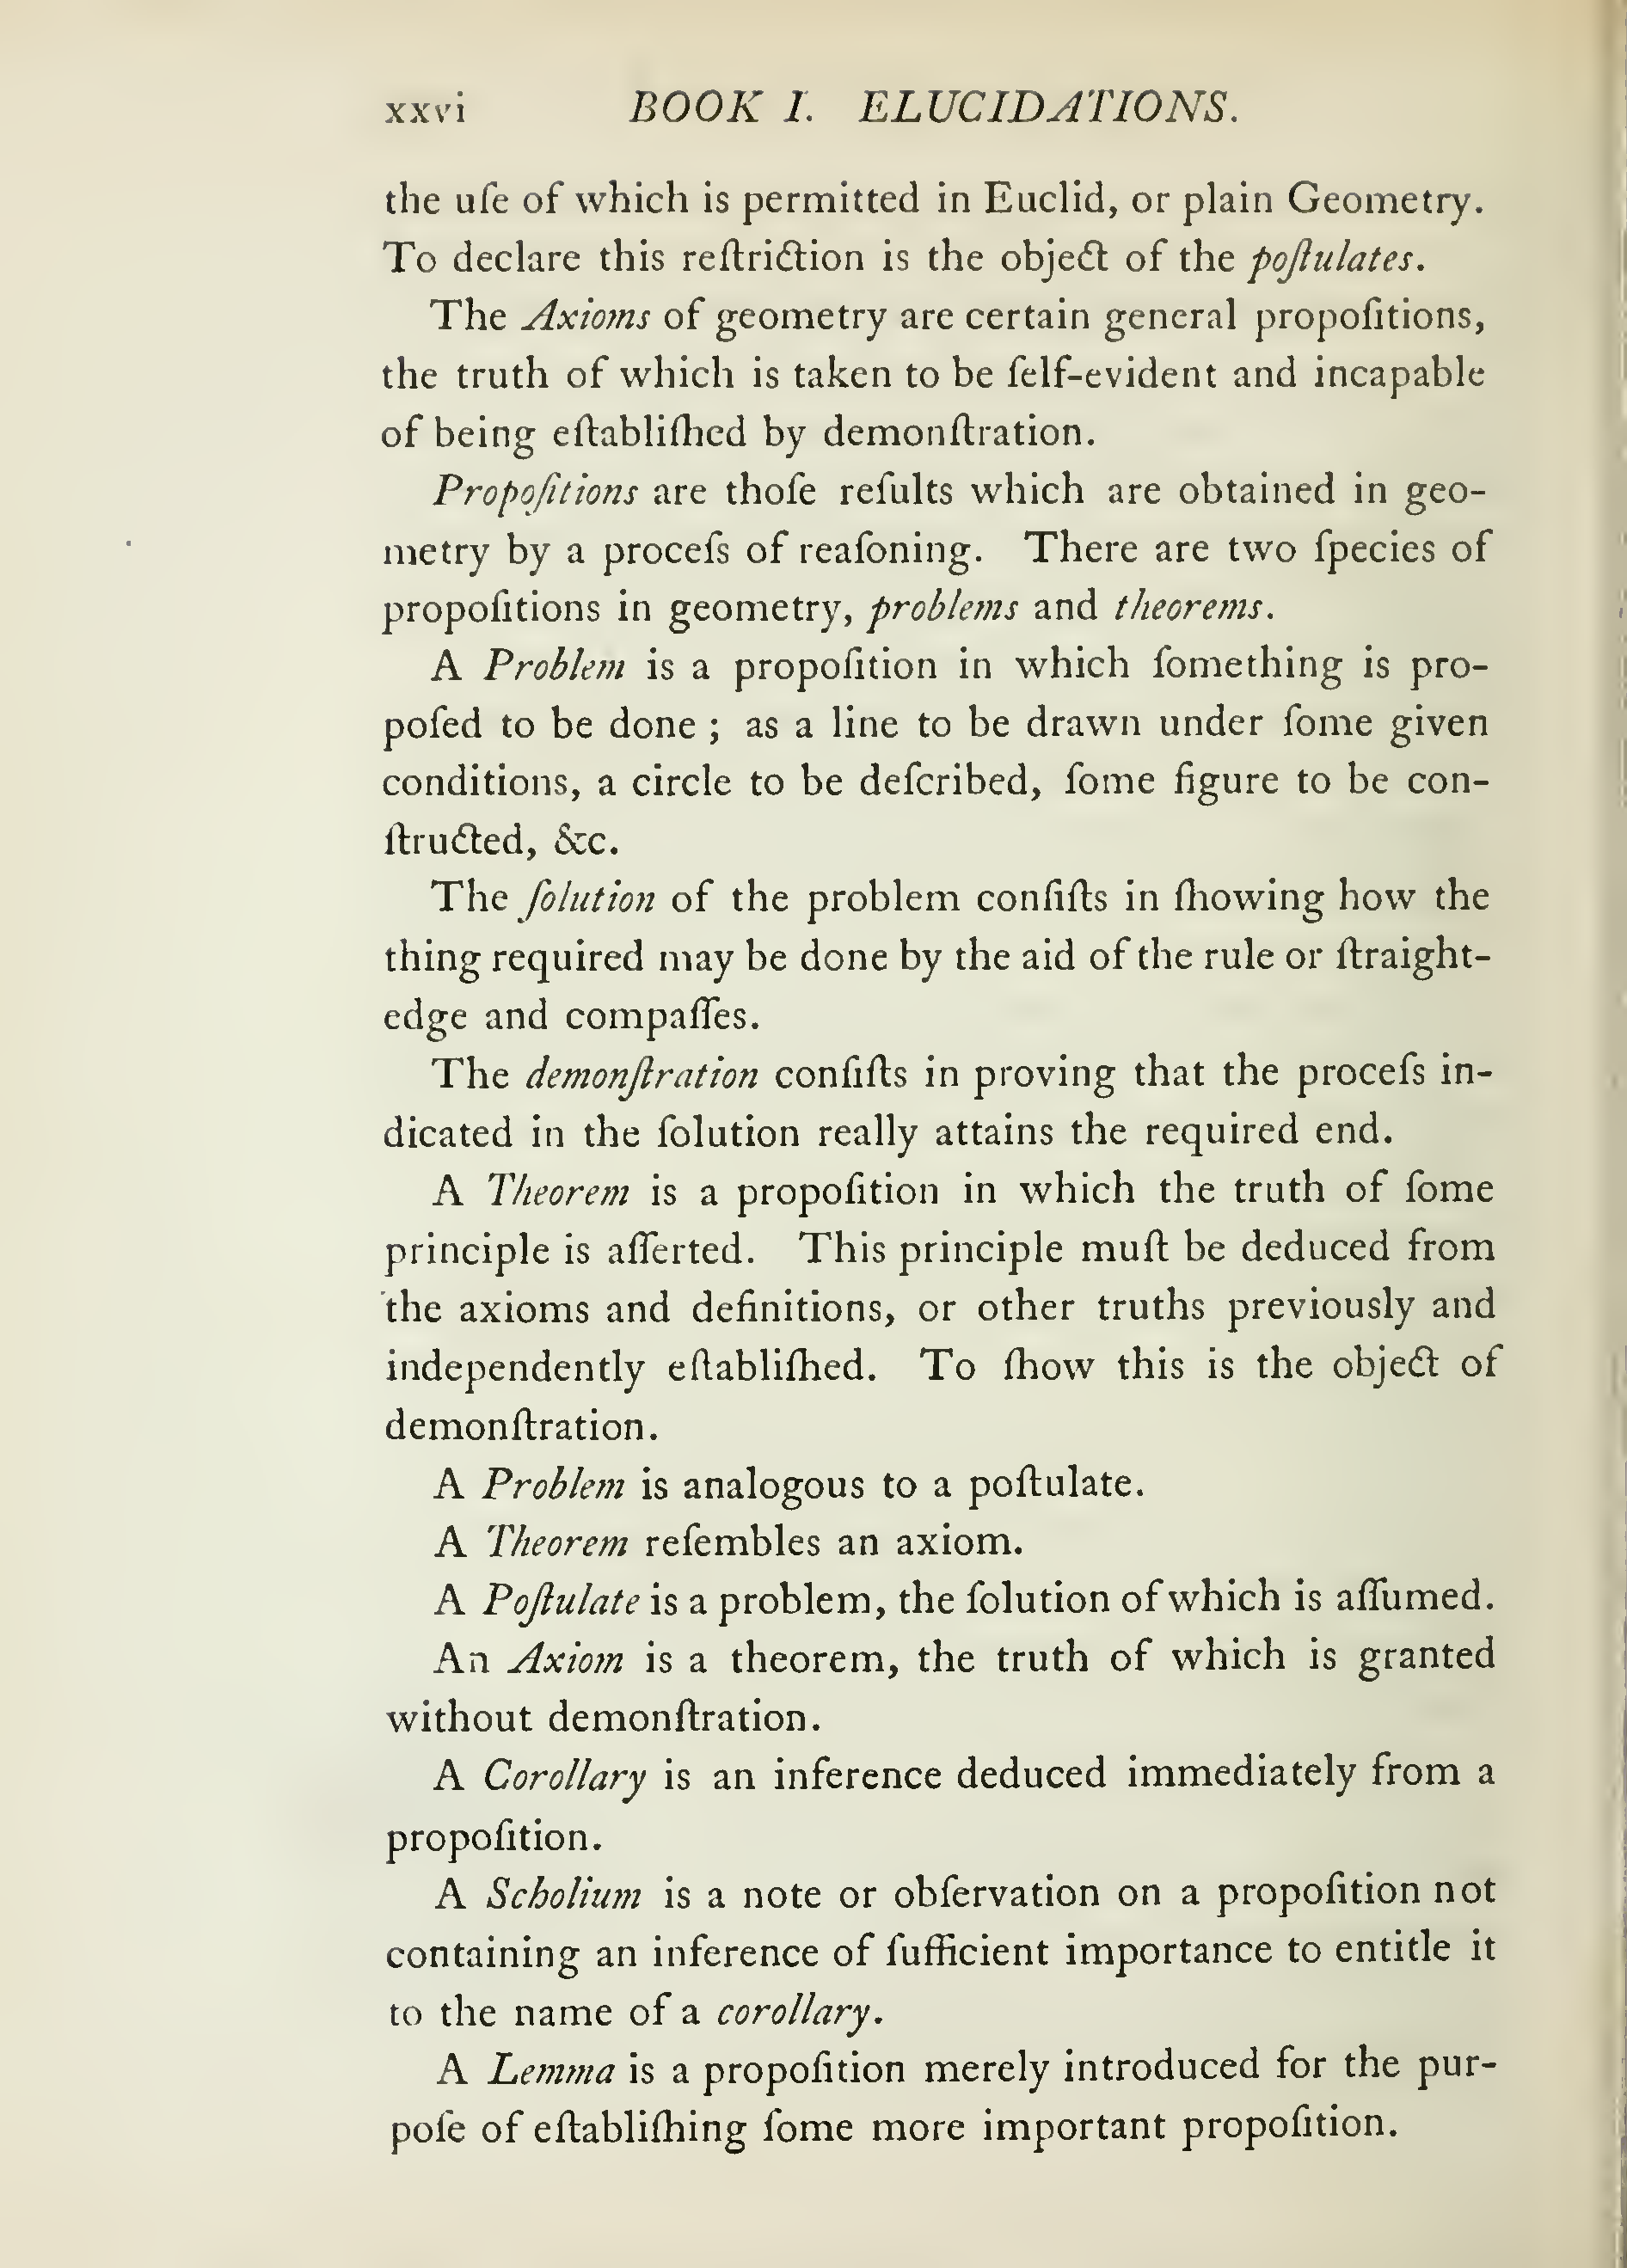 xxvi BOOK I. ELUCIDATIONS.
the uſe of which is permitted in Euclid, or plain Geometry.
To declare this reſtriction is the object of the poſtulates.
The Axioms of geometry are certain general propoſitions,
the truth of which is taken to be ſelf-evident and incapable
of being eſtabliſhed by demonſtration.
Propoſitions are thoſe reſults which are obtained in geo-
metry by a proceſs of reaſoning. There are two ſpecies of
propoſitions in geometry, problems and theorems.
A Problem is a propoſition in which ſomething is pro-
poſed to be done ; as a line to be drawn under ſome given
conditions, a circle to be deſcribed, ſome figure to be con-
ſtructed, &c.
The ſolution of the problem conſiſts in ſhowing how the
thing required may be done by the aid of the rule or ſtraight-
edge and compaſſes.
The demonſtration conſiſts in proving that the proceſs in-
dicated in the ſolution really attains the required end.
A Theorem is a propoſition in which the truth of ſome
principle is aſſerted. This principle muſt be deduced from
the axioms and definitions, or other truths previously and
independently eſtabliſhed. To ſhow this is the object of
demonſtration.
A Problem is analogous to a poſtulate.
A Theorem reſembles an axiom.
A Poſtulate is a problem, the ſolution of which is aſſumed.
An Axiom is a theorem, the truth of which is granted
without demonſtration.
A Corollary is an inference deduced immediately from a
propoſition.
A Scholium is a note or obſervation on a propoſition not
containing an inference of ſufficient importance to entitle it
to the name of a corollary.
A Lemma is a propoſition merely introduced for the pur-
poſe of eſtabliſhing ſome more important propoſition.